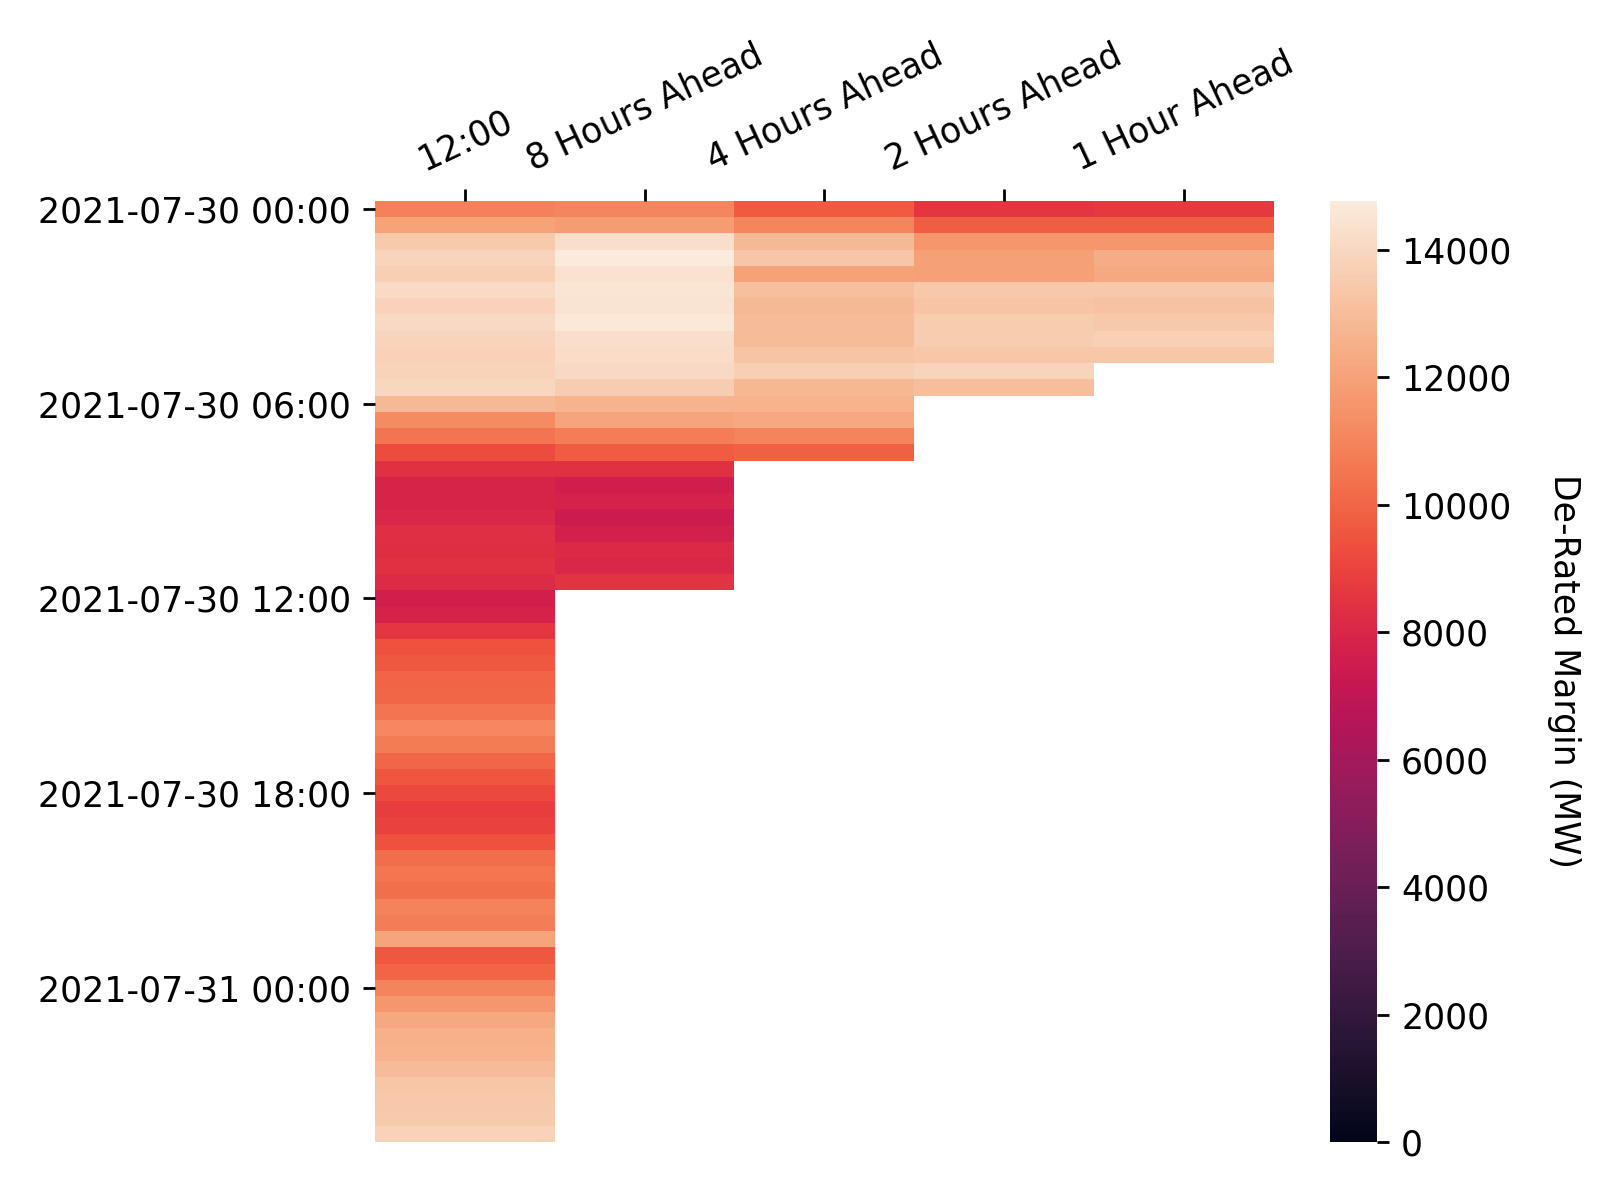 12:00
8 Hours Ahead
4 Hours Ahead
2 Hours Ahead
1 Hour Ahead
2021-07-30 00:00
2021-07-30 06:00
2021-07-30 12:00
2021-07-30 18:00
2021-07-31 00:00
14000
12000
10000
8000
6000
4000
2000
0
De-Rated Margin (MW)